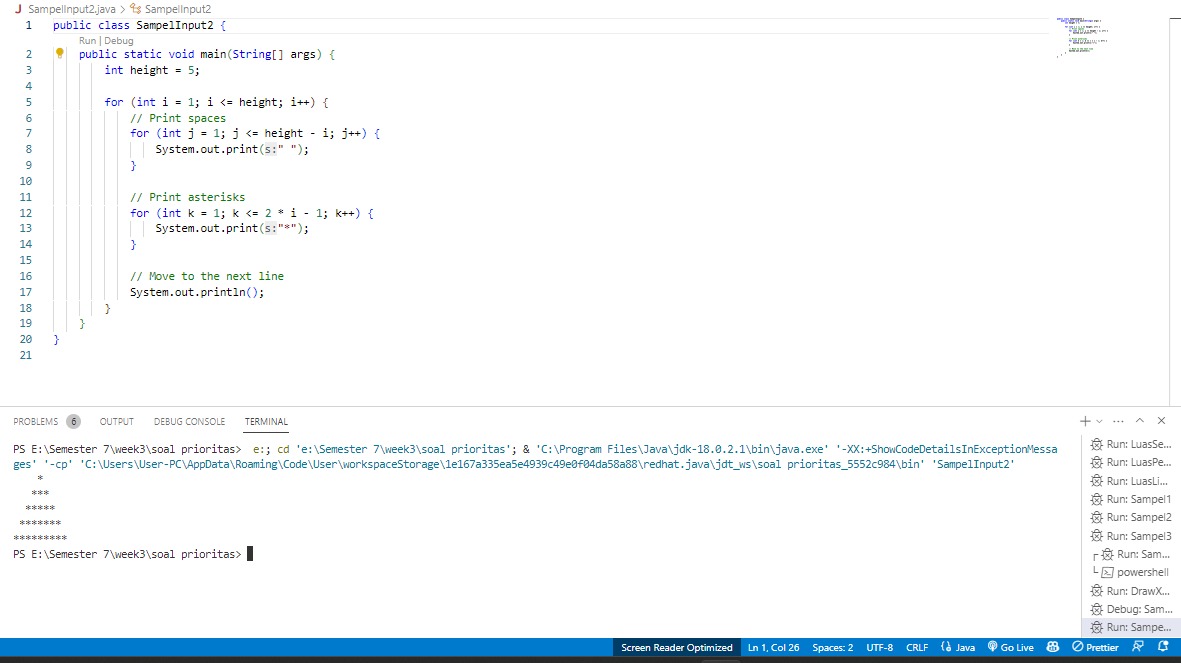 J SampelInput2.java > SampelInput2
1 public class SampelInput2 {
Run | Debug
2 public static void main(String[] args) {
3 int height = 5;
4
5 for (int i = 1; i <= height; i++) {
6 // Print spaces
7 for (int j = 1; j <= height - i; j++) {
8 System.out.print(s:" ");
9 }
10
11 // Print asterisks
12 for (int k = 1; k <= 2 * i - 1; k++) {
13 System.out.print(s:"*");
14 }
15
16 // Move to the next line
17 System.out.println();
18 }
19 }
20 }
21
PROBLEMS 6 OUTPUT DEBUG CONSOLE TERMINAL
PS E:\Semester 7\week3\soal prioritas> e:; cd 'e:\Semester 7\week3\soal prioritas'; & 'C:\Program Files\Java\jdk-18.0.2.1\bin\java.exe' '-XX:+ShowCodeDetailsInExceptionMessa
ges' '-cp' 'C:\Users\User-PC\AppData\Roaming\Code\User\workspaceStorage\1e167a335ea5e4939c49e0f04da58a88\redhat.java\jdt_ws\soal prioritas_5552c984\bin' 'SampelInput2'
    *
   ***
  *****
 *******
*********
PS E:\Semester 7\week3\soal prioritas>
Run: LuasSe...
Run: LuasPe...
Run: LuasLi...
Run: Sampel1
Run: Sampel2
Run: Sampel3
Run: Sam...
powershell
Run: DrawX...
Debug: Sam...
Run: Sampe...
Screen Reader Optimized Ln 1, Col 26 Spaces: 2 UTF-8 CRLF Java Go Live Prettier